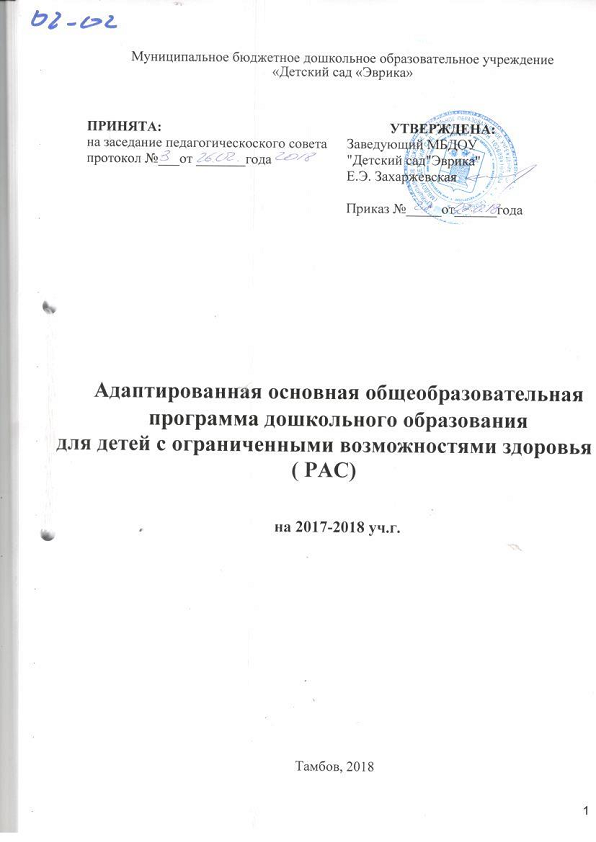 02-02
Муниципальное бюджетное дошкольное образовательное учреждение
«Детский сад «Эврика»
ПРИНЯТА:
на заседание педагогическоского совета
протокол №3 от 26.02. года 2018
УТВЕРЖДЕНА:
Заведующий МБДОУ
"Детский сад"Эврика"
Е.Э. Захаржевская
Приказ № от года
Адаптированная основная общеобразовательная
программа дошкольного образования
для детей с ограниченными возможностями здоровья
( РАС)
на 2017-2018 уч.г.
Тамбов, 2018
1